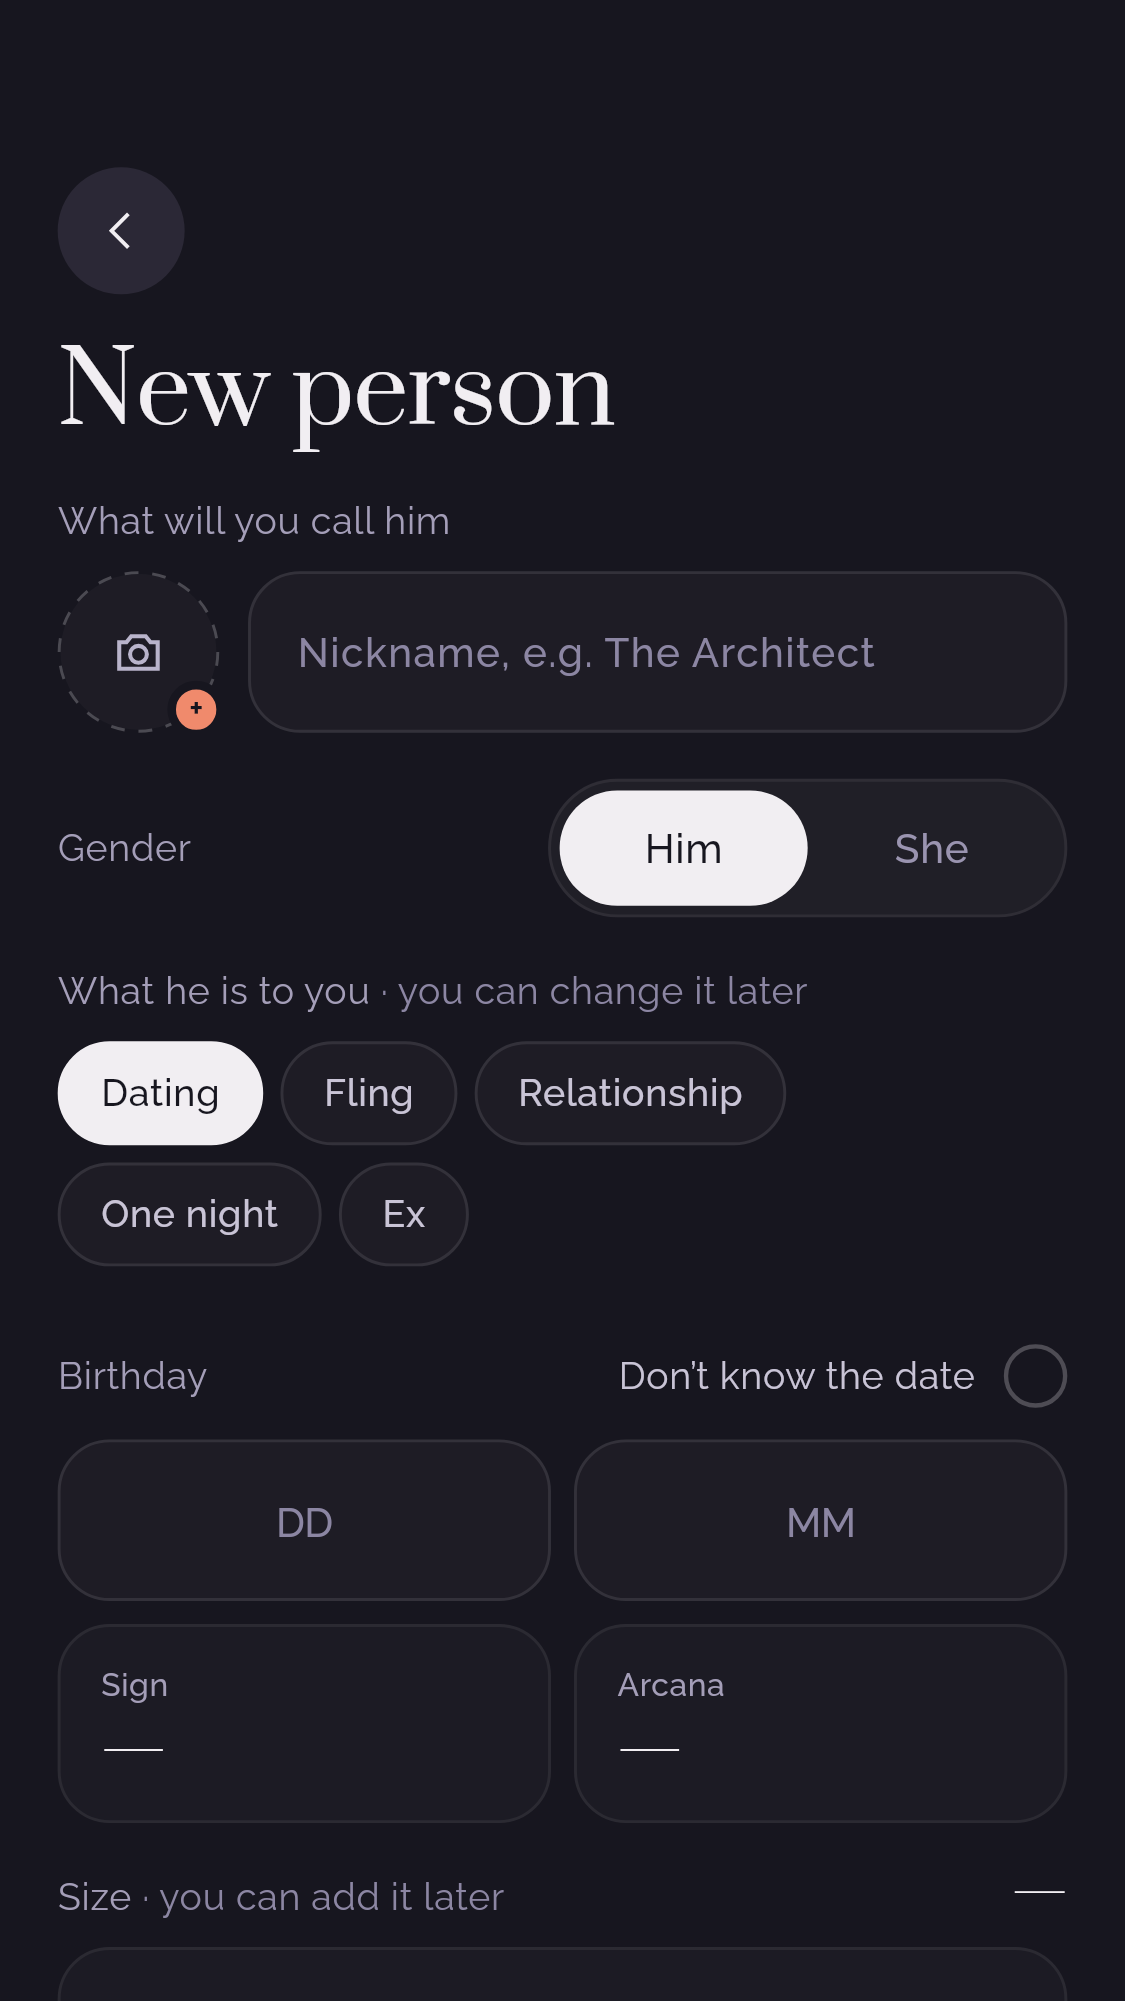 New person
What will you call him
Nickname, e.g. The Architect
Gender
Him
She
What he is to you · you can change it later
Dating
Fling
Relationship
One night
Ex
Birthday
Don’t know the date
DD
MM
Sign
—
Arcana
—
Size · you can add it later
—